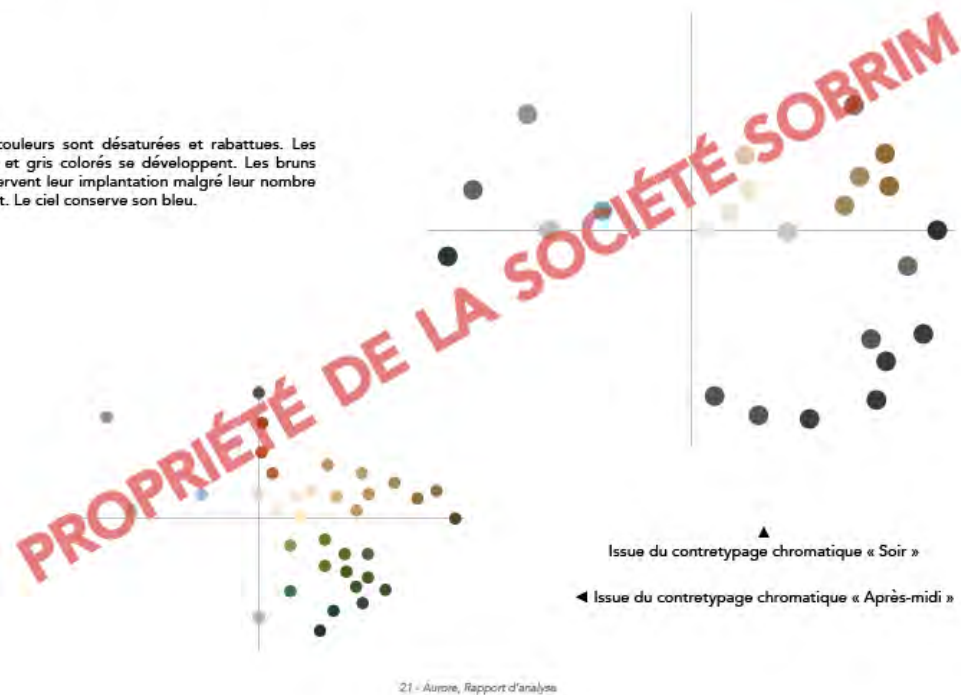 couleurs sont désaturées et rabattues. Les
et gris colorés se développent. Les bruns
servent leur implantation malgré leur nombre
t. Le ciel conserve son bleu.
PROPRIÉTÉ DE LA SOCIÉTÉ SOBRIM
Issue du contretypage chromatique « Soir »
Issue du contretypage chromatique « Après-midi »
21 - Aurore, Rapport d'analyse